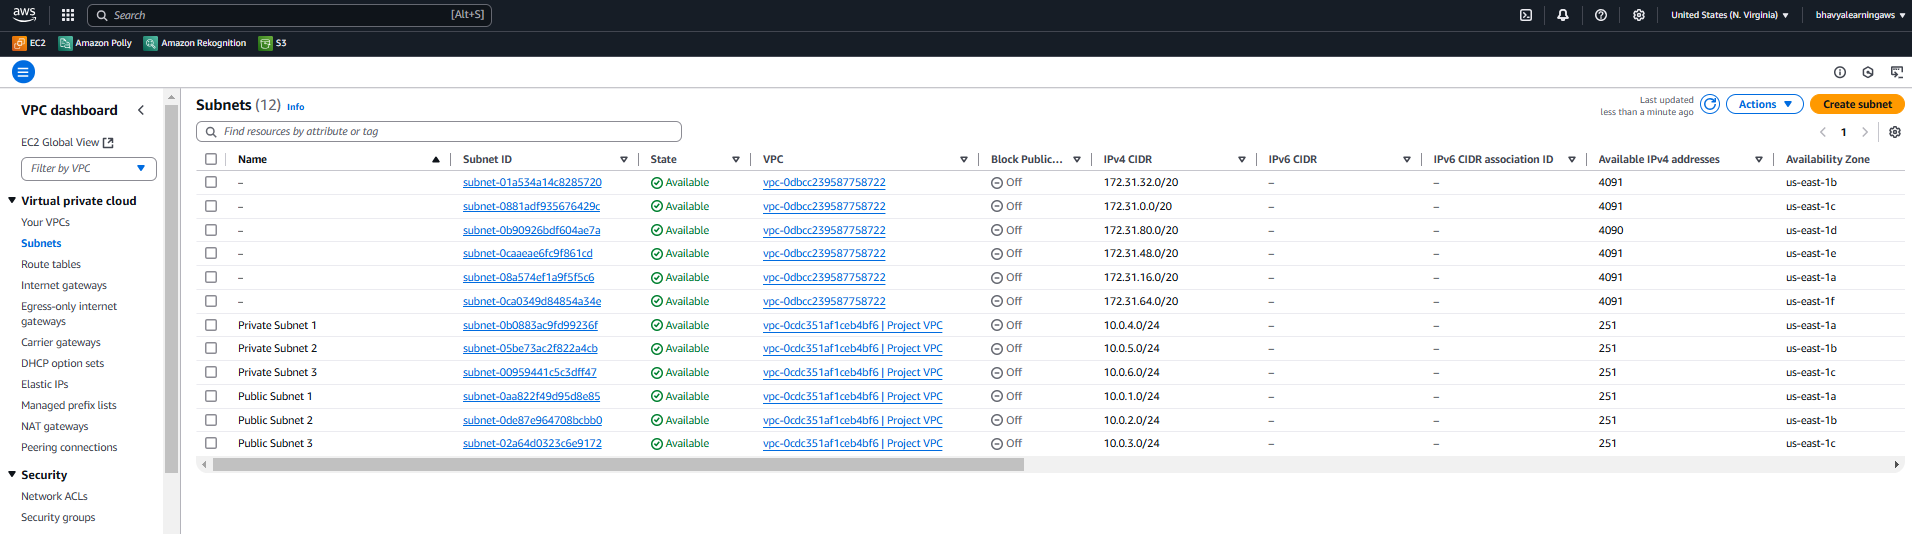 aws Search [Alt+S] United States (N. Virginia) bhavyalearningaws
EC2 Amazon Polly Amazon Rekognition S3
VPC dashboard
EC2 Global View
Filter by VPC
Virtual private cloud
Your VPCs
Subnets
Route tables
Internet gateways
Egress-only internet
gateways
Carrier gateways
DHCP option sets
Elastic IPs
Managed prefix lists
NAT gateways
Peering connections
Security
Network ACLs
Security groups
Subnets (12) Info
Last updated
less than a minute ago
Actions
Create subnet
Find resources by attribute or tag
1
Name Subnet ID State VPC Block Public... IPv4 CIDR IPv6 CIDR IPv6 CIDR association ID Available IPv4 addresses Availability Zone
– subnet-01a534a14c8285720 Available vpc-0dbcc239587758722 Off 172.31.32.0/20 – – 4091 us-east-1b
– subnet-0881adf935676429c Available vpc-0dbcc239587758722 Off 172.31.0.0/20 – – 4091 us-east-1c
– subnet-0b90926bdf604ae7a Available vpc-0dbcc239587758722 Off 172.31.80.0/20 – – 4090 us-east-1d
– subnet-0caaeae6fc9f861cd Available vpc-0dbcc239587758722 Off 172.31.48.0/20 – – 4091 us-east-1e
– subnet-08a574ef1a9f5f5c6 Available vpc-0dbcc239587758722 Off 172.31.16.0/20 – – 4091 us-east-1a
– subnet-0ca0349d84854a34e Available vpc-0dbcc239587758722 Off 172.31.64.0/20 – – 4091 us-east-1f
Private Subnet 1 subnet-0b0883ac9fd99236f Available vpc-0cdc351af1ceb4bf6 | Project VPC Off 10.0.4.0/24 – – 251 us-east-1a
Private Subnet 2 subnet-05be73ac2f822a4cb Available vpc-0cdc351af1ceb4bf6 | Project VPC Off 10.0.5.0/24 – – 251 us-east-1b
Private Subnet 3 subnet-00959441c5c3dff47 Available vpc-0cdc351af1ceb4bf6 | Project VPC Off 10.0.6.0/24 – – 251 us-east-1c
Public Subnet 1 subnet-0aa822f49d95d8e85 Available vpc-0cdc351af1ceb4bf6 | Project VPC Off 10.0.1.0/24 – – 251 us-east-1a
Public Subnet 2 subnet-0de87e964708bcbb0 Available vpc-0cdc351af1ceb4bf6 | Project VPC Off 10.0.2.0/24 – – 251 us-east-1b
Public Subnet 3 subnet-02a64d0323c6e9172 Available vpc-0cdc351af1ceb4bf6 | Project VPC Off 10.0.3.0/24 – – 251 us-east-1c